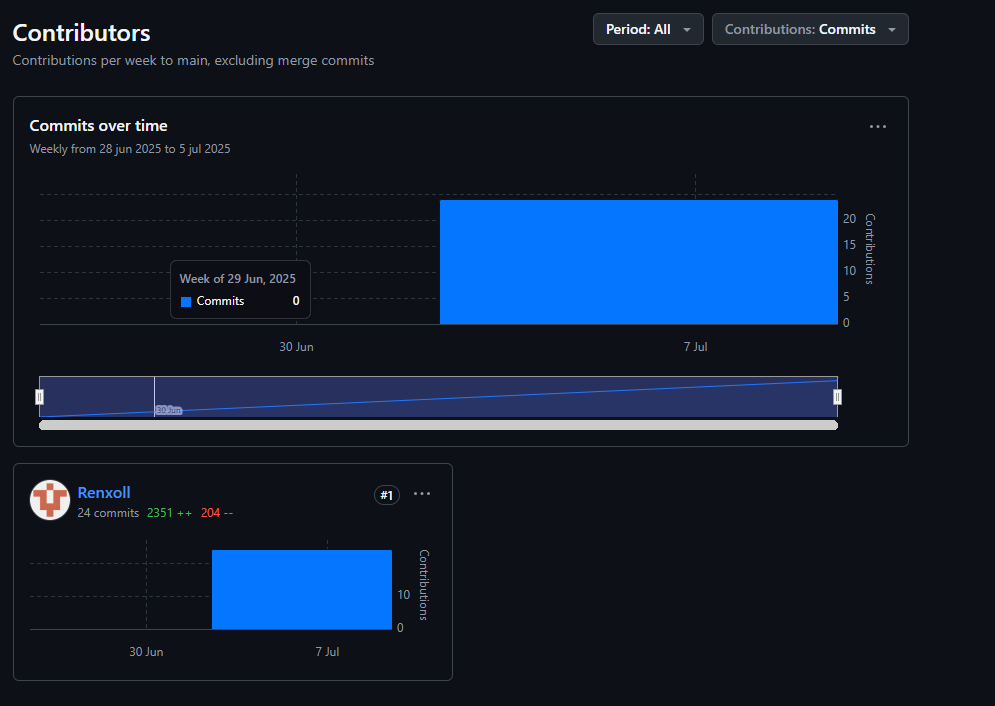 Contributors
Period: All
Contributions: Commits
Contributions per week to main, excluding merge commits
Commits over time
Weekly from 28 jun 2025 to 5 jul 2025
20
15
10
5
0
Contributions
Week of 29 Jun, 2025
Commits 0
30 Jun
7 Jul
30 Jun
Renxoll
#1
24 commits 2351 ++ 204 --
10
0
Contributions
30 Jun
7 Jul